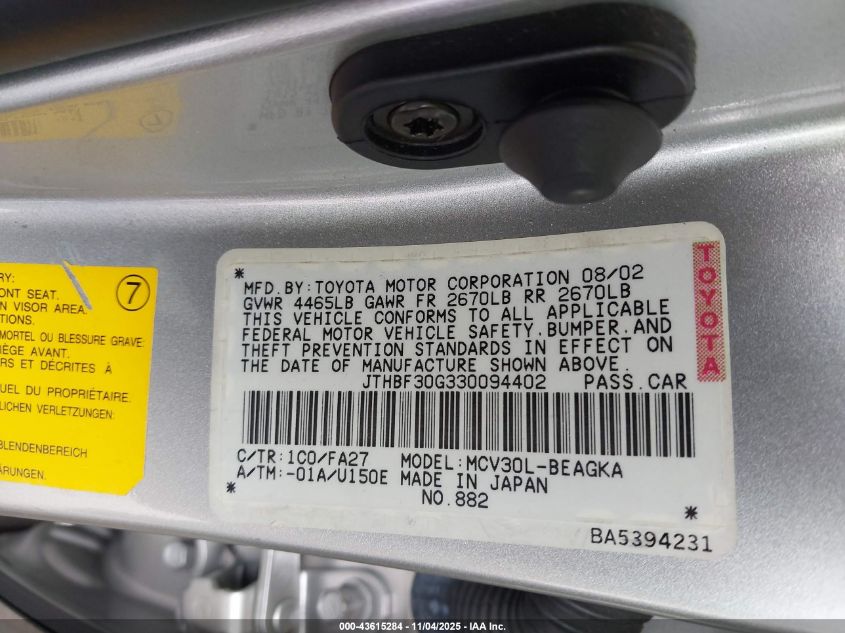 RY:
ONT SEAT.
N VISOR AREA
TIONS.
MORTEL OU BLESSURE GRAVE:
IÈGE AVANT.
ERS ET DÉCRITES À
UEL DU PROPRIÉTAIRE.
LICHEN VERLETZUNGEN:
BLENDENBEREICH
7
* MFD.BY:TOYOTA MOTOR CORPORATION 08/02
GVWR 4465LB GAWR FR 2670LB RR 2670LB
THIS VEHICLE CONFORMS TO ALL APPLICABLE
FEDERAL MOTOR VEHICLE SAFETY,BUMPER,AND
THEFT PREVENTION STANDARDS IN EFFECT ON
THE DATE OF MANUFACTURE SHOWN ABOVE.
JTHBF30G330094402 PASS.CAR
C/TR:1C0/FA27 MODEL:MCV30L-BEAGKA
A/TM:-01A/U150E MADE IN JAPAN
* NO.882 *
BA5394231
TOYOTA
000-43615284 - 11/04/2025 - IAA Inc.